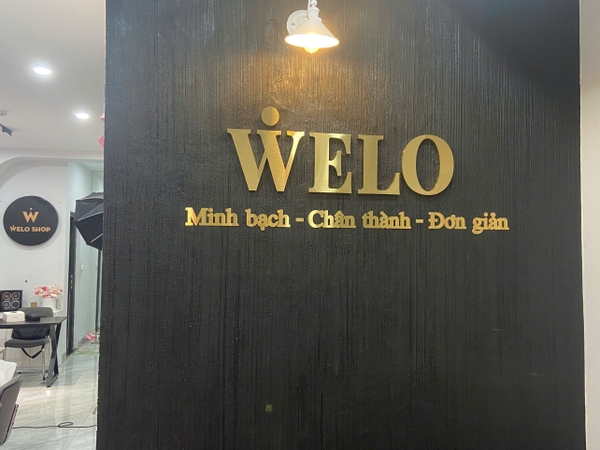 WELO
Minh bạch - Chân thành - Đơn giản
W
WELO SHOP